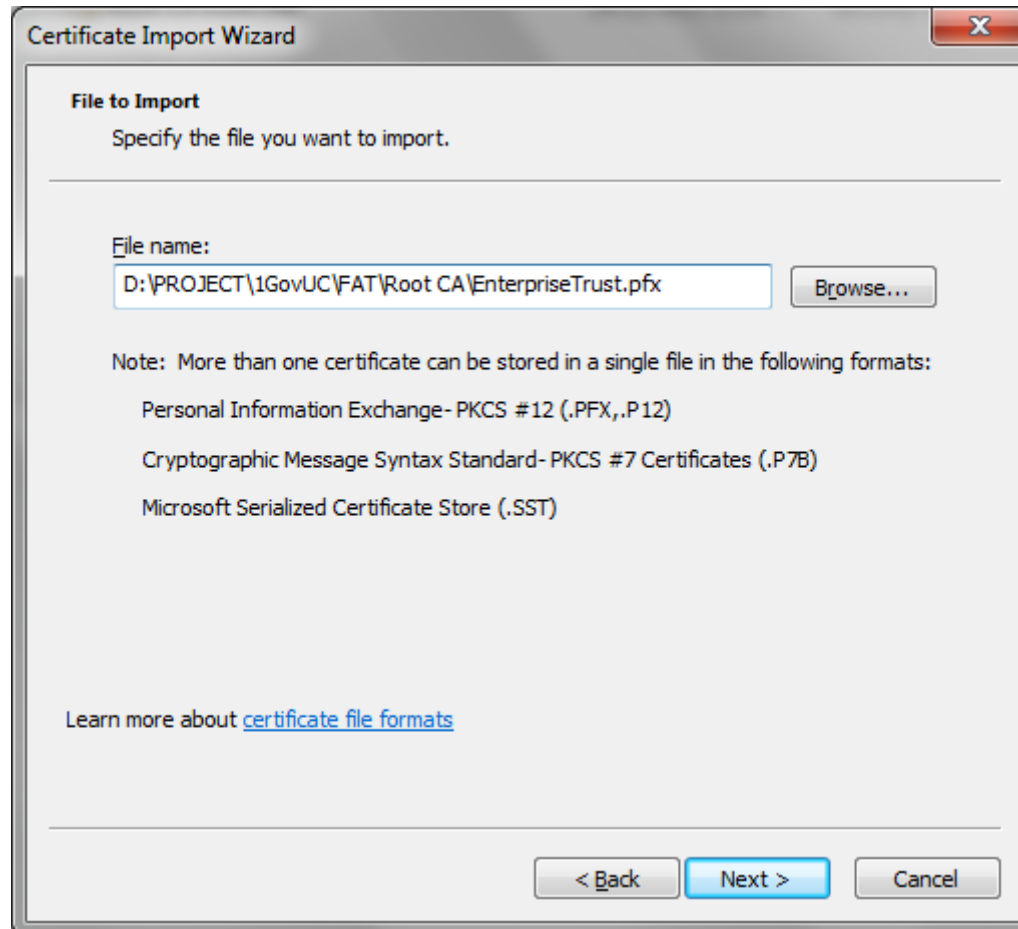 Certificate Import Wizard
File to Import
Specify the file you want to import.
File name:
D:\PROJECT\1GovUC\FAT\Root CA\EnterpriseTrust.pfx
Browse...
Note: More than one certificate can be stored in a single file in the following formats:
Personal Information Exchange- PKCS #12 (.PFX,.P12)
Cryptographic Message Syntax Standard- PKCS #7 Certificates (.P7B)
Microsoft Serialized Certificate Store (.SST)
Learn more about certificate file formats
< Back Next > Cancel